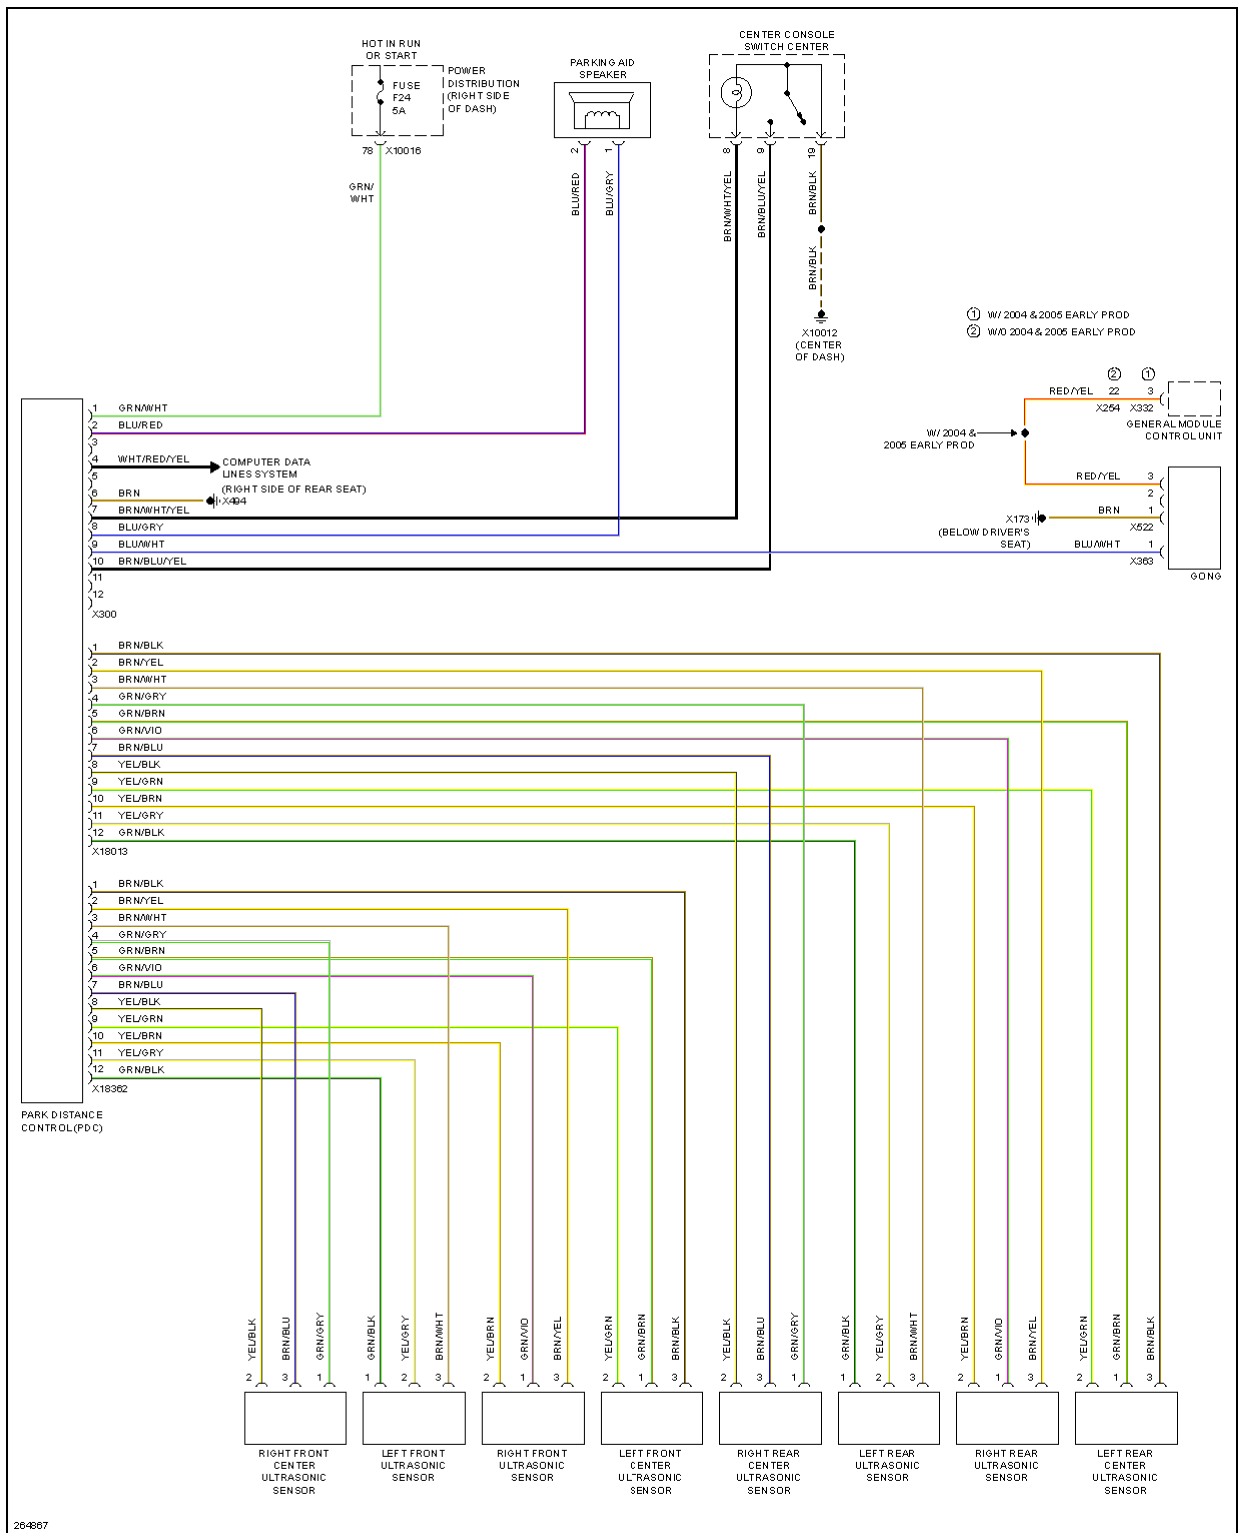 HOT IN RUN
OR START
FUSE
F24
5A
POWER
DISTRIBUTION
(RIGHT SIDE
OF DASH)
78 X10016
GRN/
WHT
PARKING AID
SPEAKER
2 1
BLU/RED
BLU/GRY
CENTER CONSOLE
SWITCH CENTER
8 9 19
BRN/WHT/YEL
BRN/BLU/YEL
BRN/BLK
BRN/BLK
X10012
(CENTER
OF DASH)
1 W/ 2004 & 2005 EARLY PROD
2 W/O 2004 & 2005 EARLY PROD
2 1
RED/YEL 22 3
X254 X332
GENERAL MODULE
CONTROL UNIT
W/ 2004 &
2005 EARLY PROD
RED/YEL 3
2
BRN 1
X522
X173
(BELOW DRIVER'S
SEAT)
BLU/WHT 1
X363
GONG
1 GRN/WHT
2 BLU/RED
3
4 WHT/RED/YEL
COMPUTER DATA
LINES SYSTEM
5
(RIGHT SIDE OF REAR SEAT)
6 BRN
X494
7 BRN/WHT/YEL
8 BLU/GRY
9 BLU/WHT
10 BRN/BLU/YEL
11
12
X300
1 BRN/BLK
2 BRN/YEL
3 BRN/WHT
4 GRN/GRY
5 GRN/BRN
6 GRN/VIO
7 BRN/BLU
8 YEL/BLK
9 YEL/GRN
10 YEL/BRN
11 YEL/GRY
12 GRN/BLK
X18013
1 BRN/BLK
2 BRN/YEL
3 BRN/WHT
4 GRN/GRY
5 GRN/BRN
6 GRN/VIO
7 BRN/BLU
8 YEL/BLK
9 YEL/GRN
10 YEL/BRN
11 YEL/GRY
12 GRN/BLK
X18362
PARK DISTANCE
CONTROL(PDC)
YEL/BLK
BRN/BLU
GRN/GRY
2 3 1
RIGHT FRONT
CENTER
ULTRASONIC
SENSOR
GRN/BLK
YEL/GRY
BRN/WHT
1 2 3
LEFT FRONT
ULTRASONIC
SENSOR
YEL/BRN
GRN/VIO
BRN/YEL
2 1 3
RIGHT FRONT
ULTRASONIC
SENSOR
YEL/GRN
GRN/BRN
BRN/BLK
2 1 3
LEFT FRONT
CENTER
ULTRASONIC
SENSOR
YEL/BLK
BRN/BLU
GRN/GRY
2 3 1
RIGHT REAR
CENTER
ULTRASONIC
SENSOR
GRN/BLK
YEL/GRY
BRN/WHT
1 2 3
LEFT REAR
ULTRASONIC
SENSOR
YEL/BRN
GRN/VIO
BRN/YEL
2 1 3
RIGHT REAR
ULTRASONIC
SENSOR
YEL/GRN
GRN/BRN
BRN/BLK
2 1 3
LEFT REAR
CENTER
ULTRASONIC
SENSOR
264867